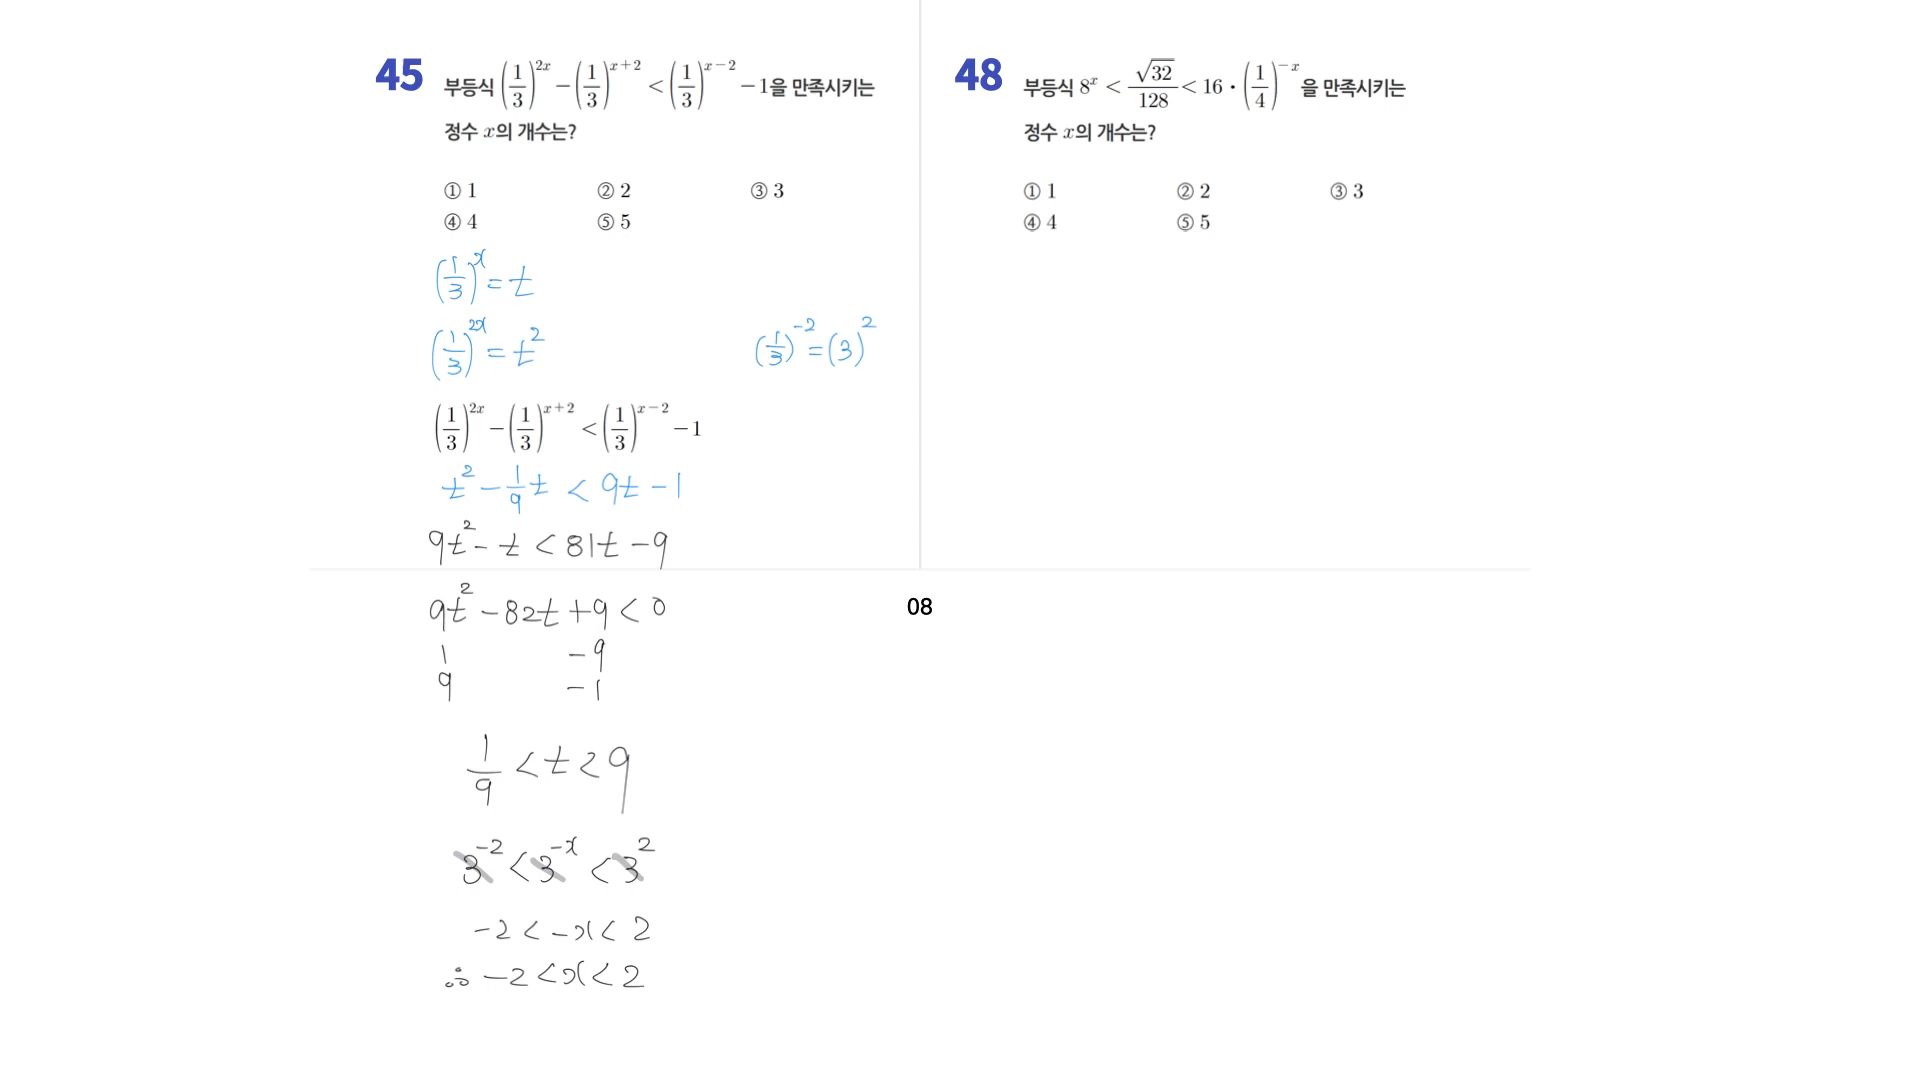 45 부등식 (1/3)^{2x} − (1/3)^{x+2} < (1/3)^{x−2} − 1을 만족시키는
정수 x의 개수는?
① 1 ② 2 ③ 3
④ 4 ⑤ 5
(1/3)^x = t
(1/3)^{2x} = t^2
(1/3)^{-2} = (3)^2
(1/3)^{2x} − (1/3)^{x+2} < (1/3)^{x−2} − 1
t^2 − 1/9 t < 9t − 1
9t^2 − t < 81t − 9
9t^2 − 82t + 9 < 0
1 −9
9 −1
1/9 < t < 9
3^{-2} < 3^{-x} < 3^2
−2 < −x < 2
∴ −2 < x < 2
48 부등식 8^x < √32/128 < 16 · (1/4)^{−x}을 만족시키는
정수 x의 개수는?
① 1 ② 2 ③ 3
④ 4 ⑤ 5
08